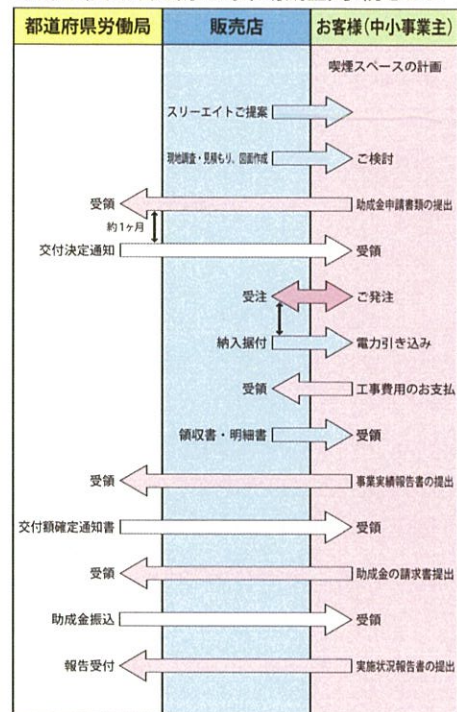 都道府県労働局 販売店 お客様(中小事業主)
喫煙スペースの計画
スリーエイトご提案
現地調査・見積もり、図面作成 ご検討
受領 助成金申請書類の提出
約1ヶ月
交付決定通知 受領
受注 ご発注
納入据付 電力引き込み
受領 工事費用のお支払
領収書・明細書 受領
受領 事業実績報告書の提出
交付額確定通知書 受領
受領 助成金の請求書提出
助成金振込 受領
報告受付 実施状況報告書の提出